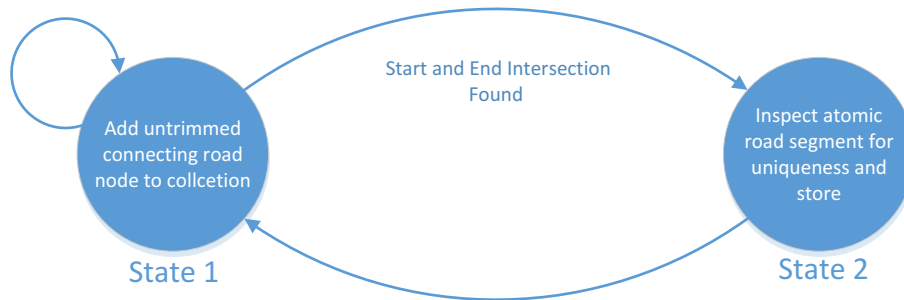 Start and End Intersection
Found
Add untrimmed
connecting road
node to collcetion
Inspect atomic
road segment for
uniqueness and
store
State 1
State 2